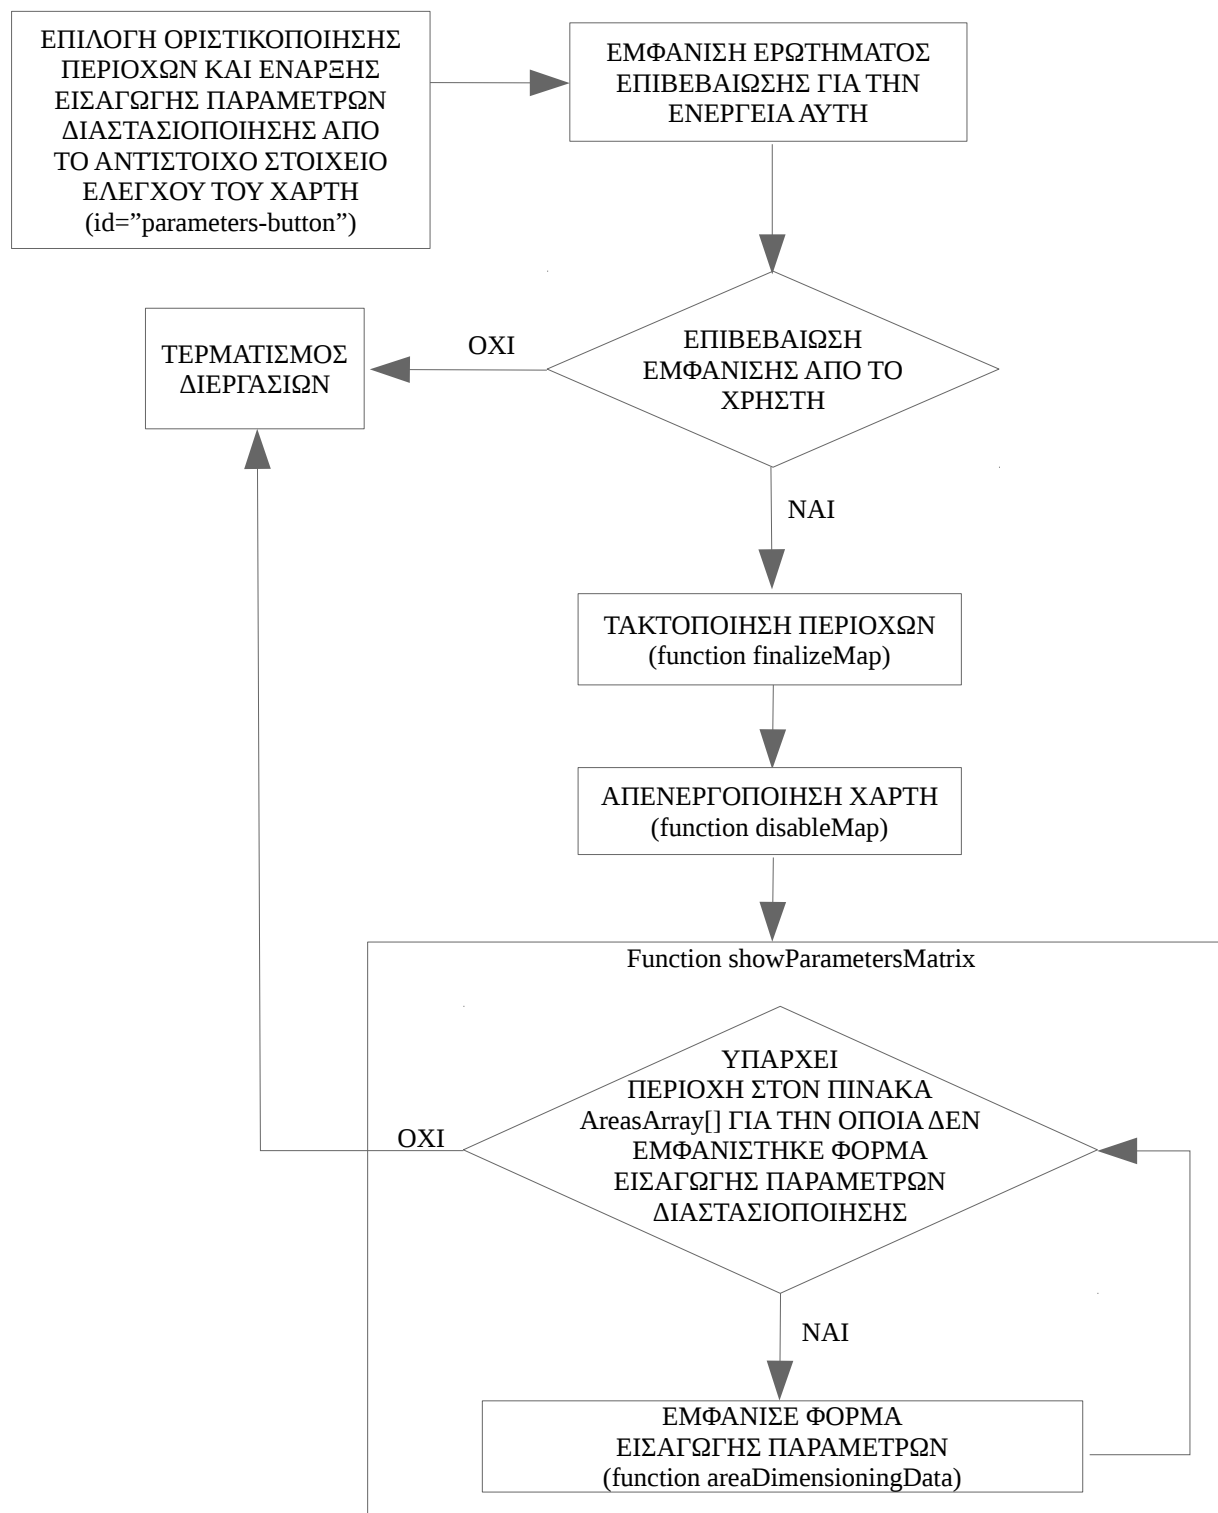 ΕΠΙΛΟΓΗ ΟΡΙΣΤΙΚΟΠΟΙΗΣΗΣ
ΠΕΡΙΟΧΩΝ ΚΑΙ ΕΝΑΡΞΗΣ
ΕΙΣΑΓΩΓΗΣ ΠΑΡΑΜΕΤΡΩΝ
ΔΙΑΣΤΑΣΙΟΠΟΙΗΣΗΣ ΑΠΟ
ΤΟ ΑΝΤΊΣΤΟΙΧΟ ΣΤΟΙΧΕΙΟ
ΕΛΕΓΧΟΥ ΤΟΥ ΧΑΡΤΗ
(id=”parameters-button”)
ΕΜΦΑΝΙΣΗ ΕΡΩΤΗΜΑΤΟΣ
ΕΠΙΒΕΒΑΙΩΣΗΣ ΓΙΑ ΤΗΝ
ΕΝΕΡΓΕΙΑ ΑΥΤΗ
ΕΠΙΒΕΒΑΙΩΣΗ
ΕΜΦΑΝΙΣΗΣ ΑΠΟ ΤΟ
ΧΡΗΣΤΗ
ΟΧΙ
ΤΕΡΜΑΤΙΣΜΟΣ
ΔΙΕΡΓΑΣΙΩΝ
ΝΑΙ
ΤΑΚΤΟΠΟΙΗΣΗ ΠΕΡΙΟΧΩΝ
(function finalizeMap)
ΑΠΕΝΕΡΓΟΠΟΙΗΣΗ ΧΑΡΤΗ
(function disableMap)
Function showParametersMatrix
ΥΠΑΡΧΕΙ
ΠΕΡΙΟΧΗ ΣΤΟΝ ΠΙΝΑΚΑ
AreasArray[] ΓΙΑ ΤΗΝ ΟΠΟΙΑ ΔΕΝ
ΕΜΦΑΝΙΣΤΗΚΕ ΦΟΡΜΑ
ΕΙΣΑΓΩΓΗΣ ΠΑΡΑΜΕΤΡΩΝ
ΔΙΑΣΤΑΣΙΟΠΟΙΗΣΗΣ
ΟΧΙ
ΝΑΙ
ΕΜΦΑΝΙΣΕ ΦΟΡΜΑ
ΕΙΣΑΓΩΓΗΣ ΠΑΡΑΜΕΤΡΩΝ
(function areaDimensioningData)